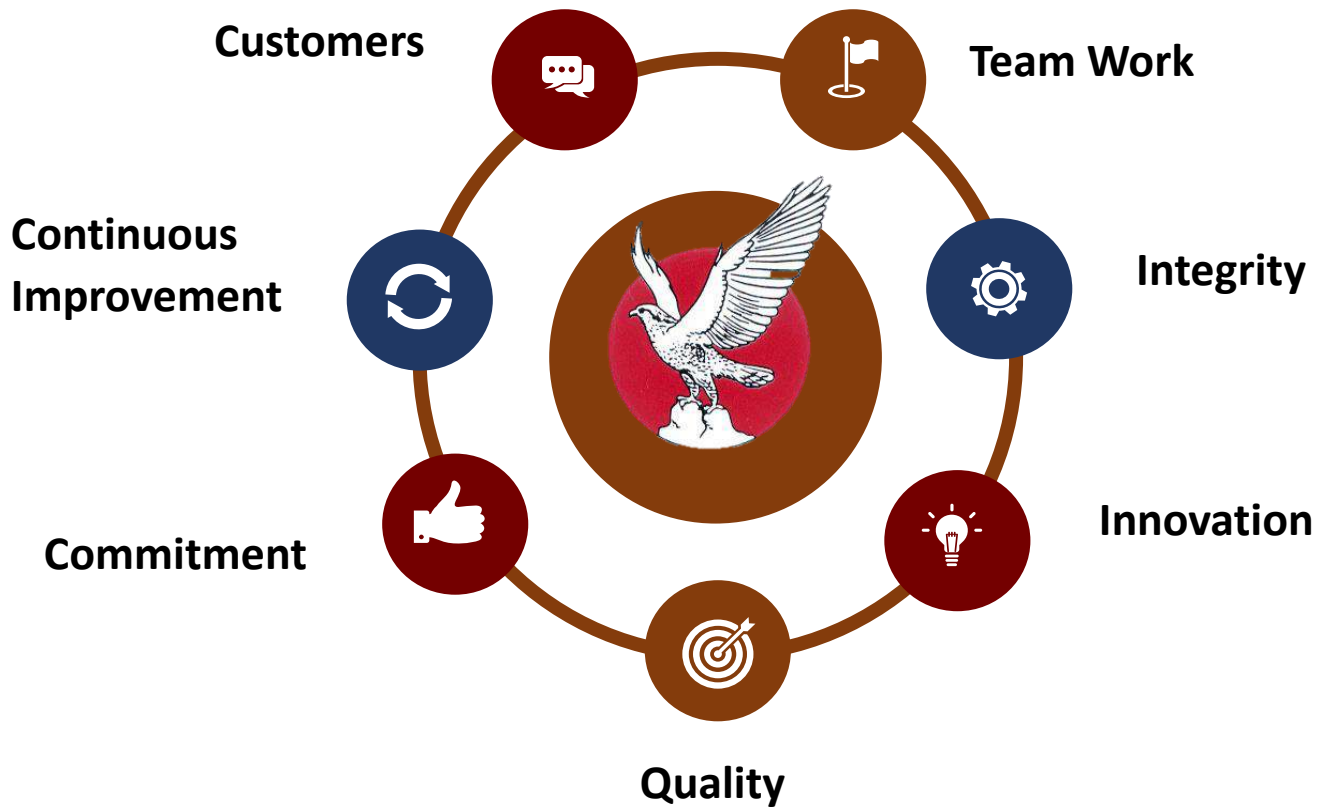 Customers
Team Work
Continuous
Improvement
Integrity
Commitment
Innovation
Quality